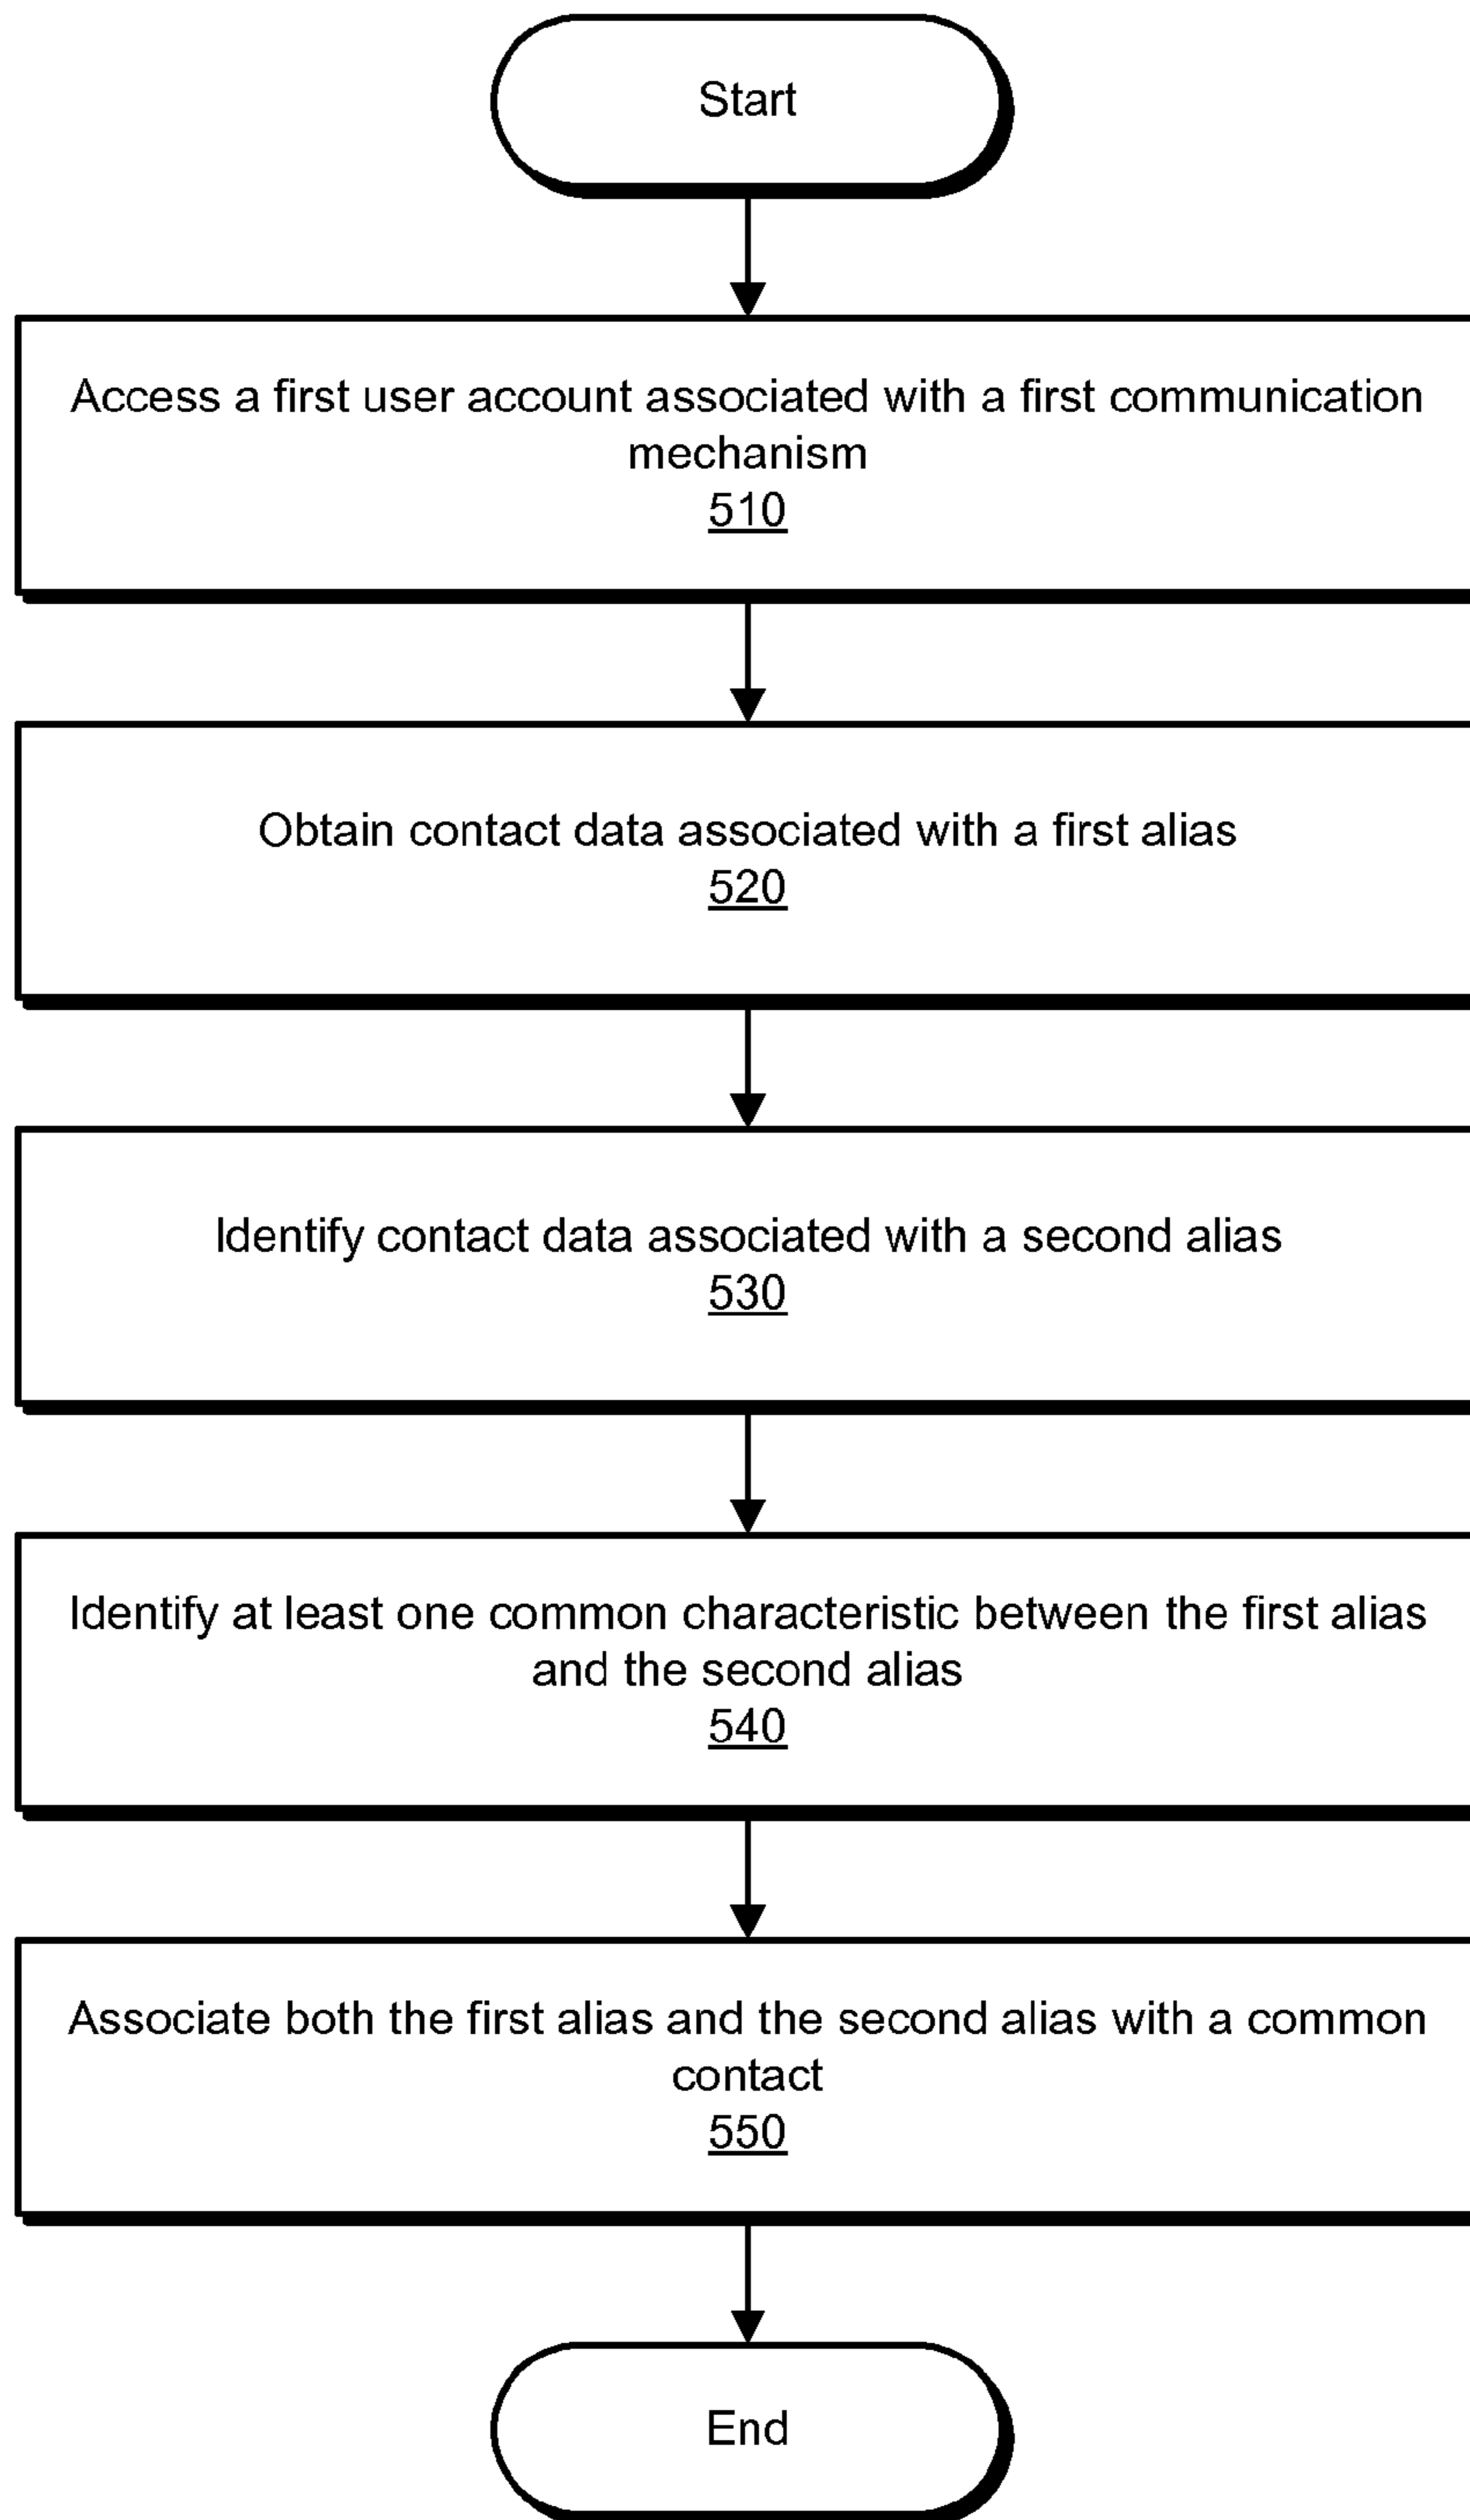 Start
Access a first user account associated with a first communication
mechanism
510
Obtain contact data associated with a first alias
520
Identify contact data associated with a second alias
530
Identify at least one common characteristic between the first alias
and the second alias
540
Associate both the first alias and the second alias with a common
contact
550
End